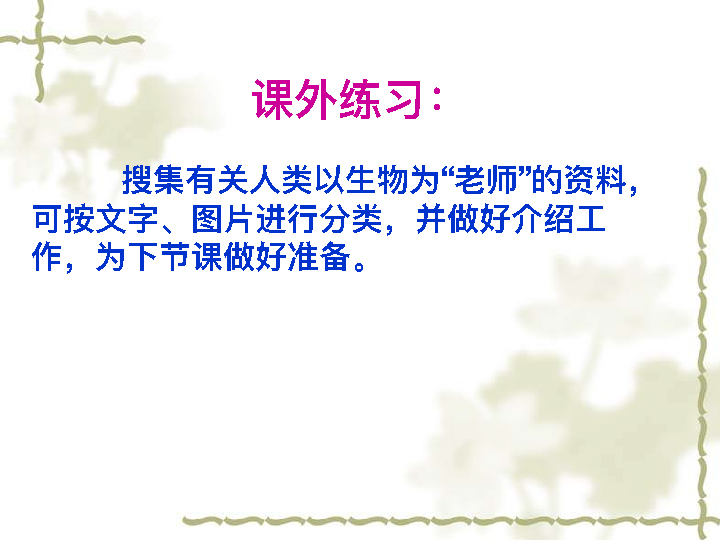 课外练习：
搜集有关人类以生物为“老师”的资料，
可按文字、图片进行分类，并做好介绍工
作，为下节课做好准备。